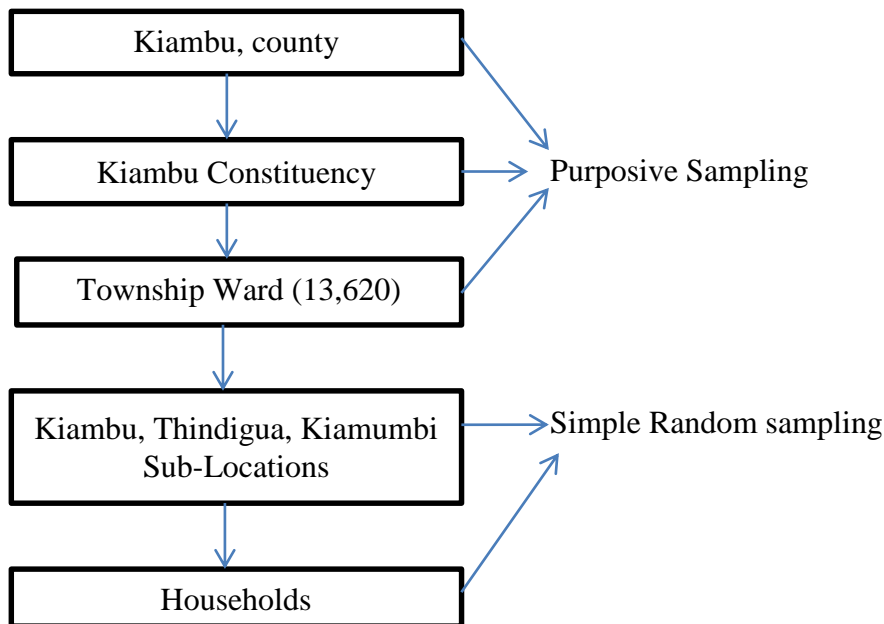 Kiambu, county
Kiambu Constituency
Purposive Sampling
Township Ward (13,620)
Kiambu, Thindigua, Kiamumbi
Sub-Locations
Simple Random sampling
Households